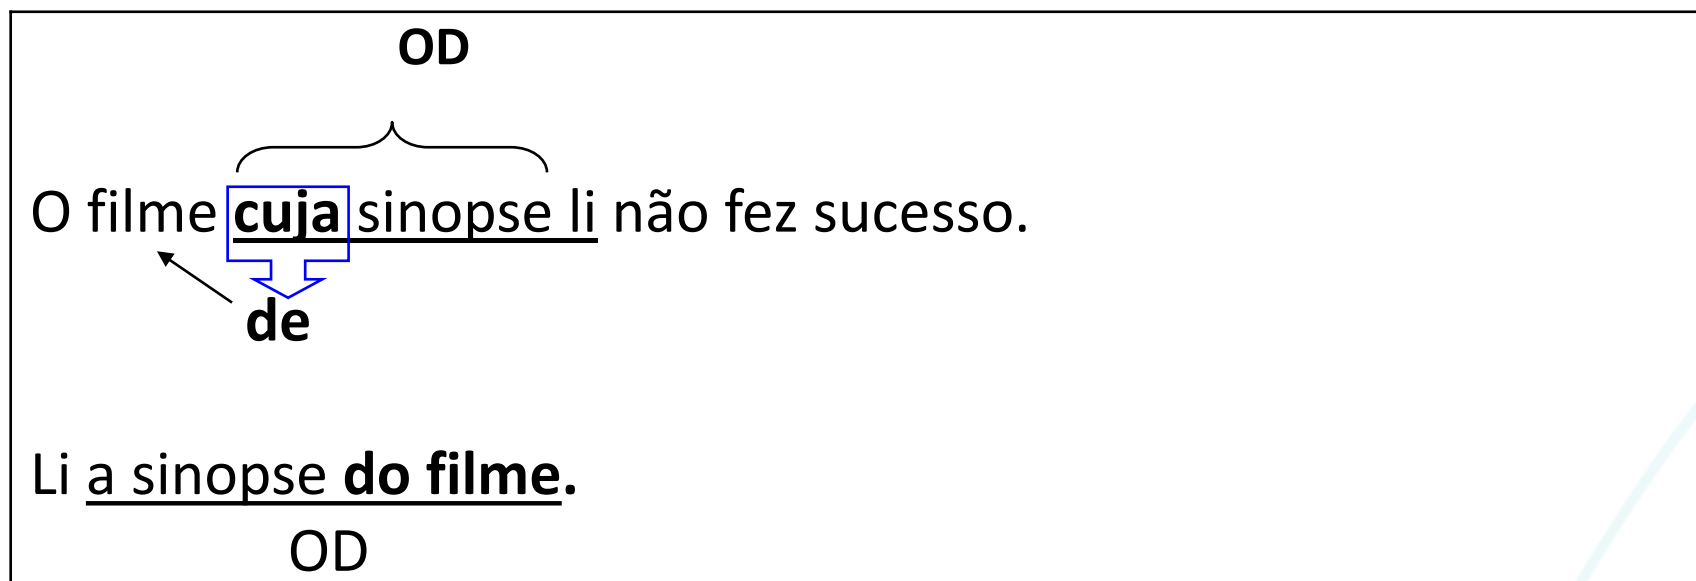 OD
O filme cuja sinopse li não fez sucesso.
de
Li a sinopse do filme.
OD